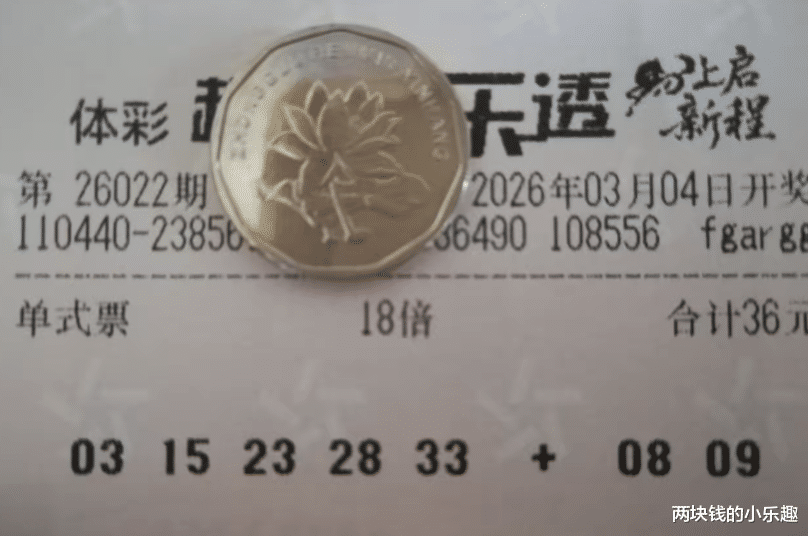 体彩 超 乐透
马上启
新程
第 26022期 2026年03月04日开奖
110440-23856 36490 108556 fgargg
单式票 18倍 合计36元
03 15 23 28 33 + 08 09
两块钱的小乐趣